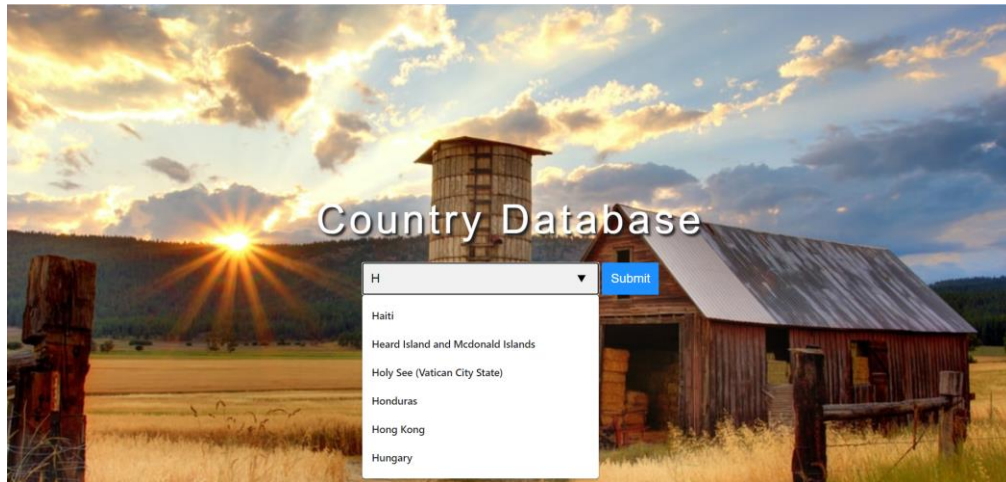 Country Database
H
Submit
Haiti
Heard Island and Mcdonald Islands
Holy See (Vatican City State)
Honduras
Hong Kong
Hungary